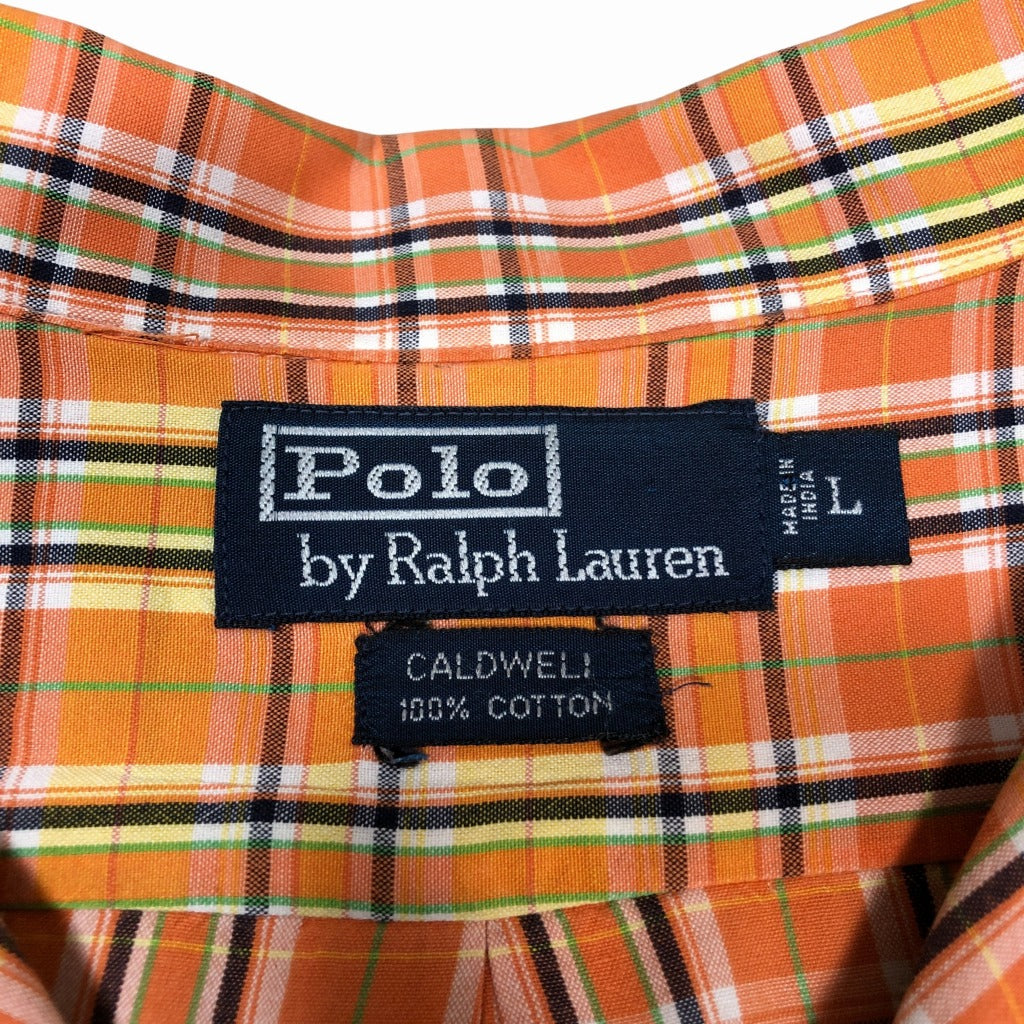 Polo
by Ralph Lauren
MADE IN
INDIA
L
CALDWELL
100% COTTON